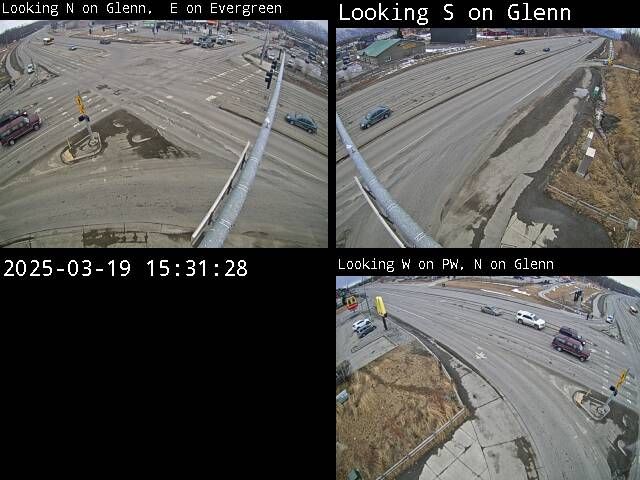 Looking N on Glenn,  E on Evergreen
Looking S on Glenn
2025-03-19 15:31:28
Looking W on PW, N on Glenn